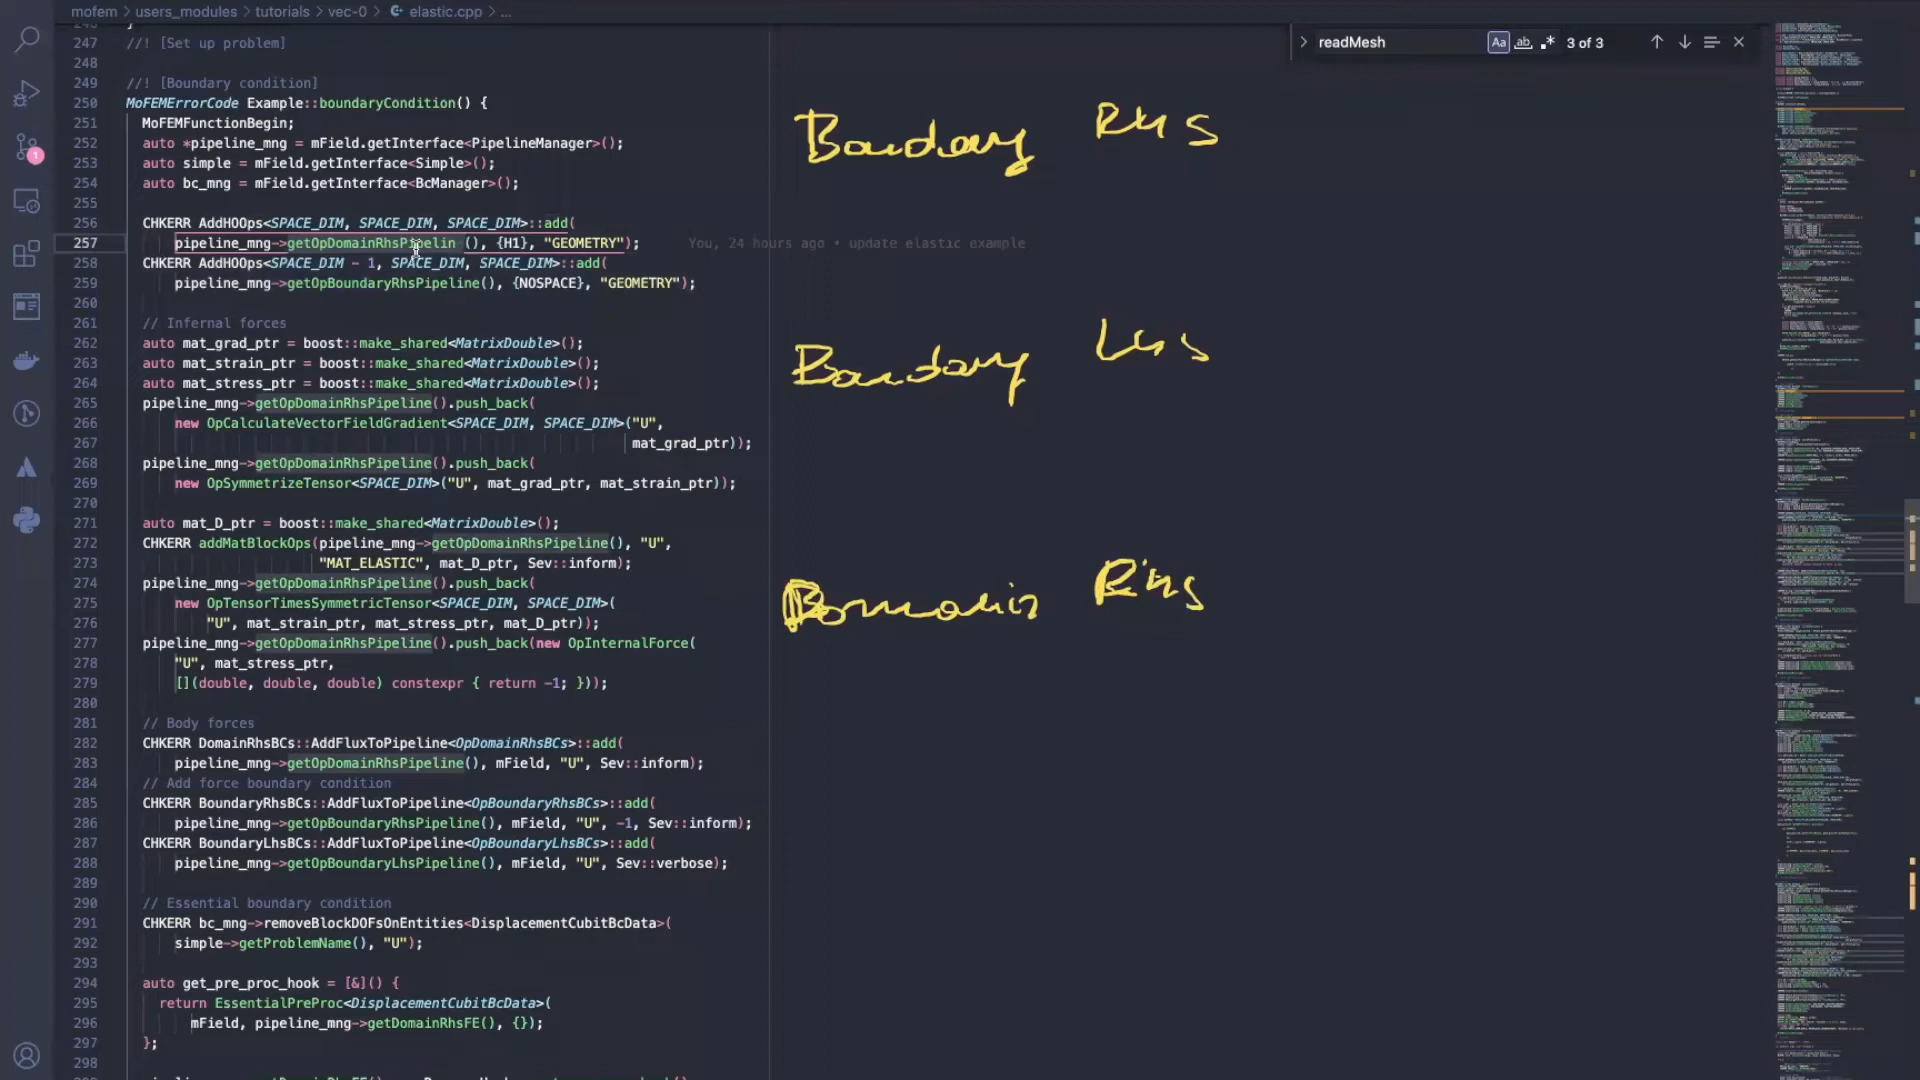 mofem > users_modules > tutorials > vec-0 > elastic.cpp > ...
readMesh Aa ab .* 3 of 3
246 }
247 //! [Set up problem]
248
249 //! [Boundary condition]
250 MoFEMErrorCode Example::boundaryCondition() {
251 MoFEMFunctionBegin;
252 auto *pipeline_mng = mField.getInterface<PipelineManager>();
253 auto simple = mField.getInterface<Simple>();
254 auto bc_mng = mField.getInterface<BcManager>();
255
256 CHKERR AddHOOps<SPACE_DIM, SPACE_DIM, SPACE_DIM>::add(
257 pipeline_mng->getOpDomainRhsPipelin (), {H1}, "GEOMETRY"); You, 24 hours ago • update elastic example
258 CHKERR AddHOOps<SPACE_DIM - 1, SPACE_DIM, SPACE_DIM>::add(
259 pipeline_mng->getOpBoundaryRhsPipeline(), {NOSPACE}, "GEOMETRY");
260
261 // Internal forces
262 auto mat_grad_ptr = boost::make_shared<MatrixDouble>();
263 auto mat_strain_ptr = boost::make_shared<MatrixDouble>();
264 auto mat_stress_ptr = boost::make_shared<MatrixDouble>();
265 pipeline_mng->getOpDomainRhsPipeline().push_back(
266 new OpCalculateVectorFieldGradient<SPACE_DIM, SPACE_DIM>("U",
267 mat_grad_ptr));
268 pipeline_mng->getOpDomainRhsPipeline().push_back(
269 new OpSymmetrizeTensor<SPACE_DIM>("U", mat_grad_ptr, mat_strain_ptr));
270
271 auto mat_D_ptr = boost::make_shared<MatrixDouble>();
272 CHKERR addMatBlockOps(pipeline_mng->getOpDomainRhsPipeline(), "U",
273 "MAT_ELASTIC", mat_D_ptr, Sev::inform);
274 pipeline_mng->getOpDomainRhsPipeline().push_back(
275 new OpTensorTimesSymmetricTensor<SPACE_DIM, SPACE_DIM>(
276 "U", mat_strain_ptr, mat_stress_ptr, mat_D_ptr));
277 pipeline_mng->getOpDomainRhsPipeline().push_back(new OpInternalForce(
278 "U", mat_stress_ptr,
279 [](double, double, double) constexpr { return -1; }));
280
281 // Body forces
282 CHKERR DomainRhsBCs::AddFluxToPipeline<OpDomainRhsBCs>::add(
283 pipeline_mng->getOpDomainRhsPipeline(), mField, "U", Sev::inform);
284 // Add force boundary condition
285 CHKERR BoundaryRhsBCs::AddFluxToPipeline<OpBoundaryRhsBCs>::add(
286 pipeline_mng->getOpBoundaryRhsPipeline(), mField, "U", -1, Sev::inform);
287 CHKERR BoundaryLhsBCs::AddFluxToPipeline<OpBoundaryLhsBCs>::add(
288 pipeline_mng->getOpBoundaryLhsPipeline(), mField, "U", Sev::verbose);
289
290 // Essential boundary condition
291 CHKERR bc_mng->removeBlockDOFsOnEntities<DisplacementCubitBcData>(
292 simple->getProblemName(), "U");
293
294 auto get_pre_proc_hook = [&]() {
295 return EssentialPreProc<DisplacementCubitBcData>(
296 mField, pipeline_mng->getDomainRhsFE(), {});
297 };
298
Boundary RHS
Boundary LHS
RHS
1